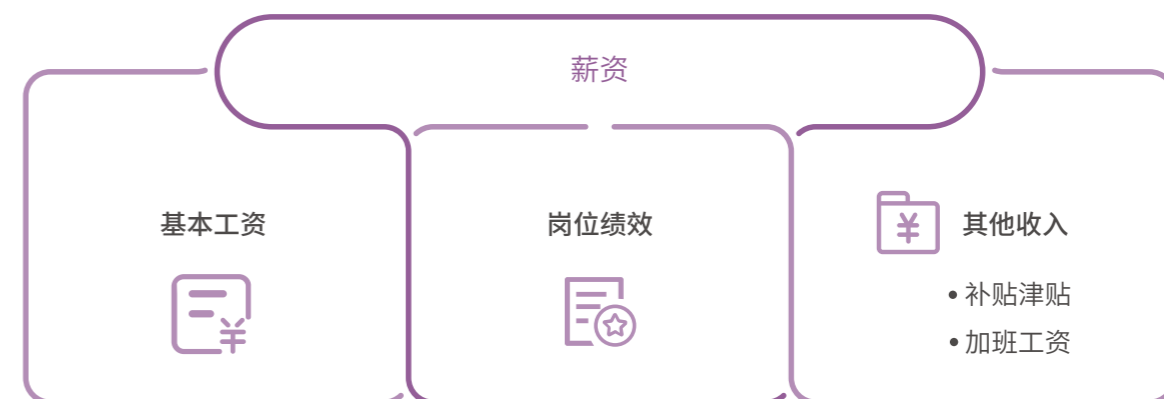 薪资
基本工资
岗位绩效
其他收入
•补贴津贴
•加班工资